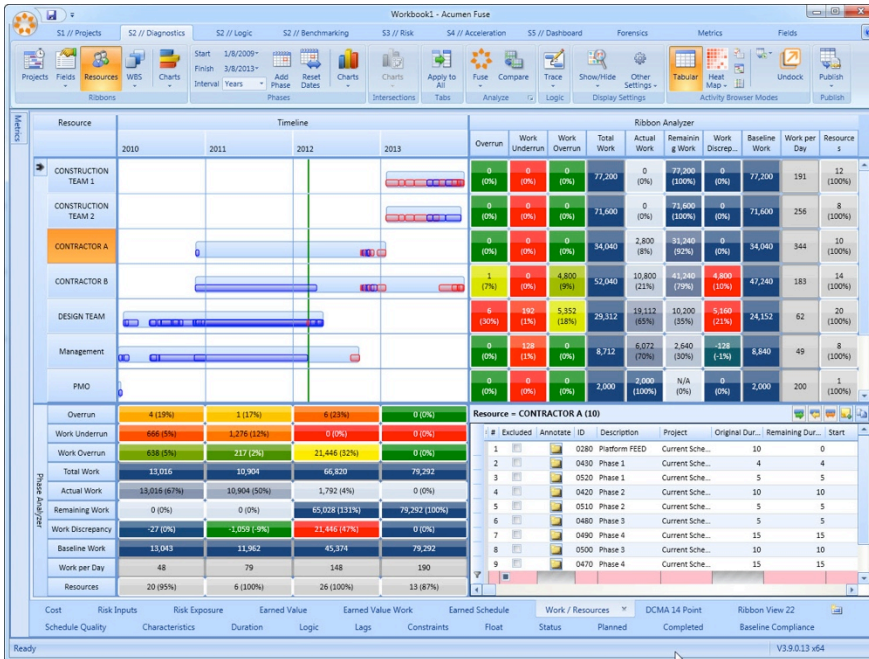 Workbook1 - Acumen Fuse
S1 // Projects S2 // Diagnostics S2 // Logic S2 // Benchmarking S3 // Risk S4 // Acceleration S5 // Dashboard Forensics Metrics Fields
Projects Fields Resources WBS Charts
Start 1/8/2009
Finish 3/8/2013
Interval Years
Add Phase Reset Dates Charts Charts Apply to All Fuse Compare Trace Show/Hide Other Settings Tabular Heat Map Undock Publish
Ribbons Phases Intersections Tabs Analyze Logic Display Settings Activity Browser Modes Publish
Metrics
Resource Timeline Ribbon Analyzer
2010 2011 2012 2013
Overrun Work Underrun Work Overrun Total Work Actual Work Remainin g Work Work Discrep... Baseline Work Work per Day Resource s
CONSTRUCTION TEAM 1 0 (0%) 0 (0%) 0 (0%) 77,200 0 (0%) 77,200 (100%) 0 (0%) 77,200 191 12 (100%)
CONSTRUCTION TEAM 2 0 (0%) 0 (0%) 0 (0%) 71,600 0 (0%) 71,600 (100%) 0 (0%) 71,600 256 8 (100%)
CONTRACTOR A 0 (0%) 0 (0%) 0 (0%) 34,040 2,800 (8%) 31,240 (92%) 0 (0%) 34,040 344 10 (100%)
CONTRACTOR B 1 (7%) 0 (0%) 4,800 (9%) 52,040 10,800 (21%) 41,240 (79%) 4,800 (10%) 47,240 183 14 (100%)
DESIGN TEAM 6 (30%) 192 (1%) 5,352 (18%) 29,312 19,112 (65%) 10,200 (35%) 5,160 (21%) 24,152 62 20 (100%)
Management 0 (0%) 128 (1%) 0 (0%) 8,712 6,072 (70%) 2,640 (30%) -128 (-1%) 8,840 49 8 (100%)
PMO 0 (0%) 0 (0%) 0 (0%) 2,000 2,000 (100%) N/A (0%) 0 (0%) 2,000 200 1 (100%)
Phase Analyzer
Overrun 4 (19%) 1 (17%) 6 (23%) 0 (0%)
Work Underrun 666 (5%) 1,276 (12%) 0 (0%) 0 (0%)
Work Overrun 638 (5%) 217 (2%) 21,446 (32%) 0 (0%)
Total Work 13,016 10,904 66,820 79,292
Actual Work 13,016 (67%) 10,904 (50%) 1,792 (4%) 0 (0%)
Remaining Work 0 (0%) 0 (0%) 65,028 (131%) 79,292 (100%)
Work Discrepancy -27 (0%) -1,059 (-9%) 21,446 (47%) 0 (0%)
Baseline Work 13,043 11,962 45,374 79,292
Work per Day 48 79 148 190
Resources 20 (95%) 6 (100%) 26 (100%) 13 (87%)
Resource = CONTRACTOR A (10)
# Excluded Annotate ID Description Project Original Dur... Remaining Dur... Start
1 0280 Platform FEED Current Sche... 10 0
2 0430 Phase 1 Current Sche... 4 4
3 0520 Phase 1 Current Sche... 5 5
4 0420 Phase 2 Current Sche... 10 10
5 0510 Phase 2 Current Sche... 5 5
6 0480 Phase 3 Current Sche... 5 5
7 0490 Phase 4 Current Sche... 15 15
8 0500 Phase 3 Current Sche... 10 10
9 0470 Phase 4 Current Sche... 15 15
Cost Risk Inputs Risk Exposure Earned Value Earned Value Work Earned Schedule Work / Resources DCMA 14 Point Ribbon View 22
Schedule Quality Characteristics Duration Logic Lags Constraints Float Status Planned Completed Baseline Compliance
Ready V3.9.0.13 x64